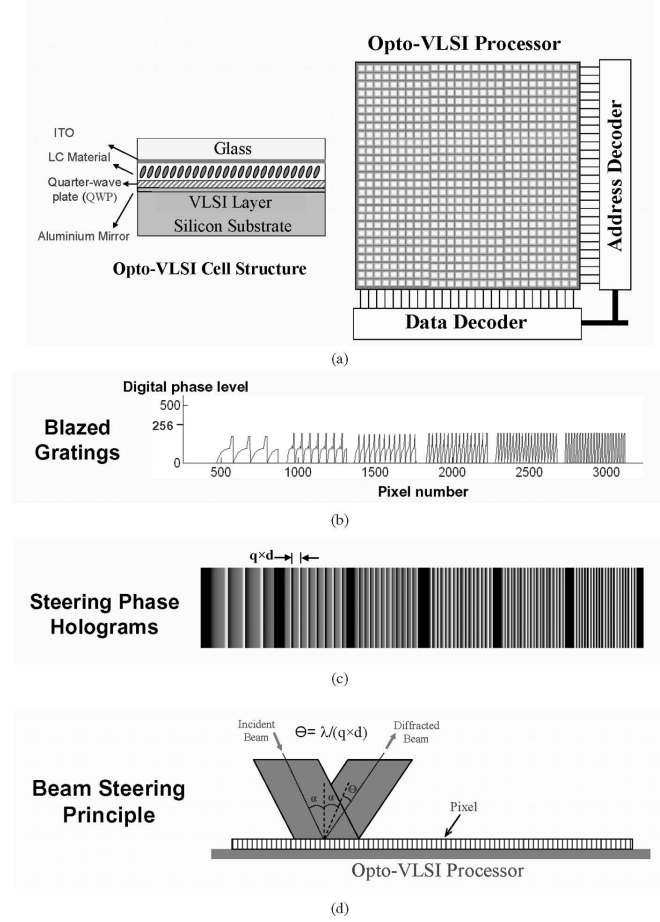 Opto-VLSI Processor
ITO
LC Material
Quarter-wave
plate (QWP)
Aluminium Mirror
Glass
VLSI Layer
Silicon Substrate
Opto-VLSI Cell Structure
Address Decoder
Data Decoder
(a)
Blazed
Gratings
Digital phase level
500
256
0
500
1000
1500
2000
2500
3000
Pixel number
(b)
Steering Phase
Holograms
q×d
(c)
Beam Steering
Principle
Incident
Beam
Θ= λ/(q×d)
Diffracted
Beam
α
α
Θ
Pixel
Opto-VLSI Processor
(d)